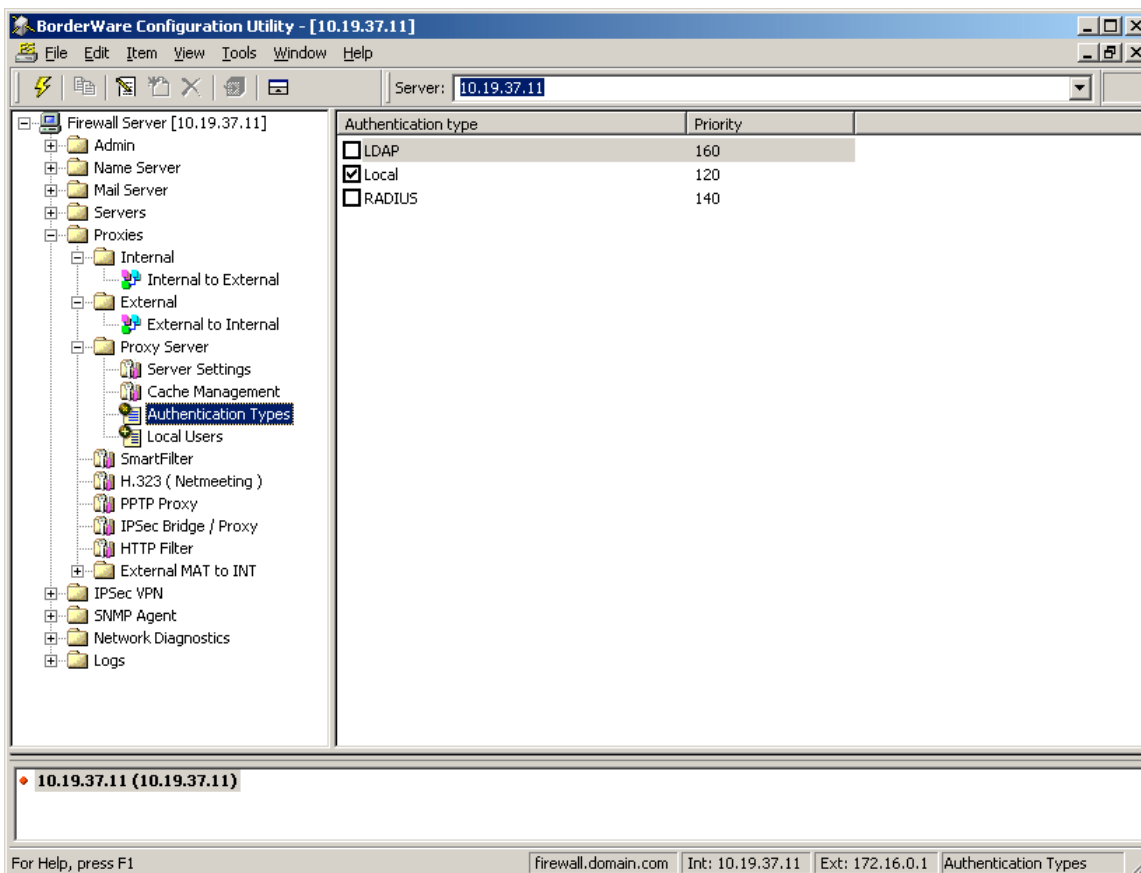 BorderWare Configuration Utility - [10.19.37.11]
File Edit Item View Tools Window Help
Server: 10.19.37.11
Firewall Server [10.19.37.11]
Admin
Name Server
Mail Server
Servers
Proxies
Internal
Internal to External
External
External to Internal
Proxy Server
Server Settings
Cache Management
Authentication Types
Local Users
SmartFilter
H.323 ( Netmeeting )
PPTP Proxy
IPSec Bridge / Proxy
HTTP Filter
External MAT to INT
IPSec VPN
SNMP Agent
Network Diagnostics
Logs
Authentication type Priority
LDAP 160
Local 120
RADIUS 140
10.19.37.11 (10.19.37.11)
For Help, press F1 firewall.domain.com Int: 10.19.37.11 Ext: 172.16.0.1 Authentication Types